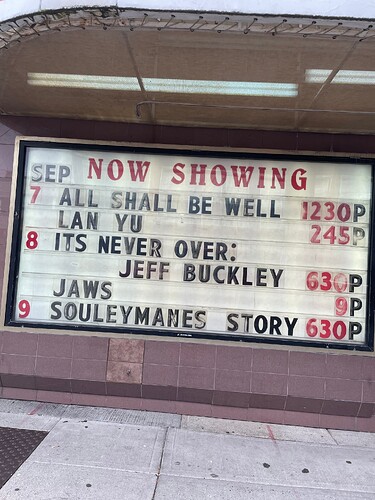 SEP NOW SHOWING
7 ALL SHALL BE WELL 1230P
LAN YU 245P
8 ITS NEVER OVER:
JEFF BUCKLEY 630P
JAWS 9P
9 SOULEYMANES STORY 630P